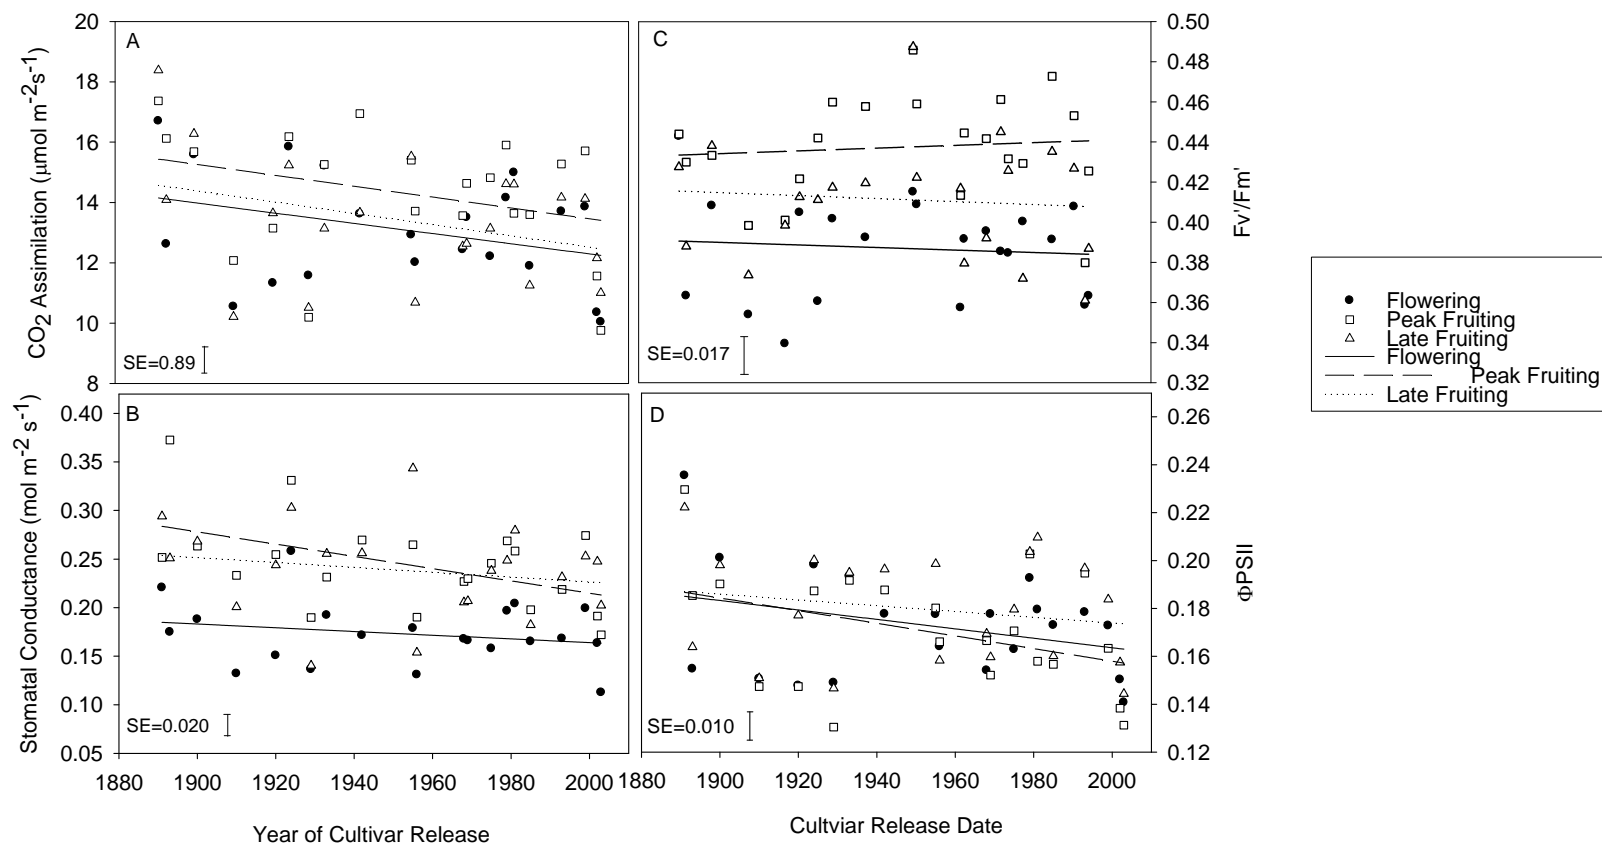 A
CO2 Assimilation (µmol m-2s-1)
20
18
16
14
12
10
8
SE=0.89
C
0.50
0.48
0.46
0.44
0.42
0.40
0.38
0.36
0.34
0.32
Fv'/Fm'
SE=0.017
Flowering
Peak Fruiting
Late Fruiting
Flowering
Peak Fruiting
Late Fruiting
B
Stomatal Conductance (mol m-2 s-1)
0.40
0.35
0.30
0.25
0.20
0.15
0.10
0.05
SE=0.020
1880 1900 1920 1940 1960 1980 2000
Year of Cultivar Release
D
0.26
0.24
0.22
0.20
0.18
0.16
0.14
0.12
ΦPSII
SE=0.010
1880 1900 1920 1940 1960 1980 2000
Cultviar Release Date